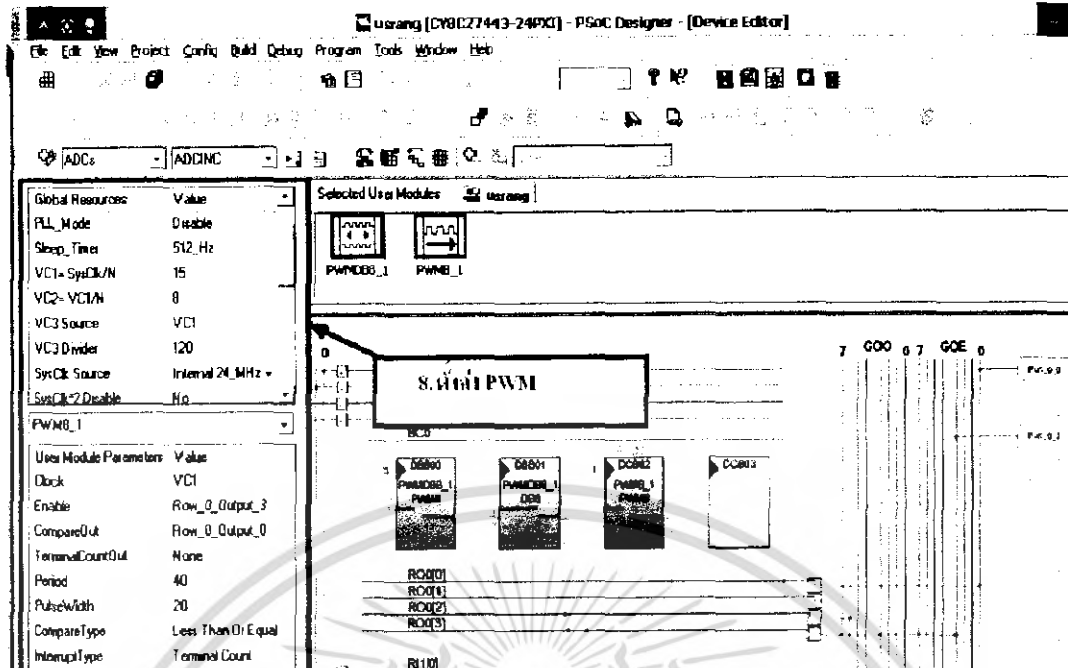 usrang [CY8C27443-24PXI] - PSoC Designer - [Device Editor]
File Edit View Project Config Build Debug Program Tools Window Help
ADCs ADCINC
Global Resources Value
PLL_Mode Disable
Sleep_Timer 512_Hz
VC1= SysClk/N 15
VC2= VC1/N 8
VC3 Source VC1
VC3 Divider 120
SysClk Source Internal 24_MHz
SysClk*2 Disable No
PWM8_1
User Module Parameters Value
Clock VC1
Enable Row_0_Output_3
CompareOut Row_0_Output_0
TerminalCountOut None
Period 40
PulseWidth 20
CompareType Less Than Or Equal
InterruptType Terminal Count
Selected User Modules usrang
PWMDB8_1 PWM8_1
0
7 GOO 6 7 GOE 6
8.ตั้งค่า PWM
BC0
DBB00 DBB01 DCB02 DCB03
PWMDB8_1 PWMDB8_1 PWM8_1
PWM8 DB8 PWM8
RO0[0]
RO0[1]
RO0[2]
RO0[3]
RI1[0]